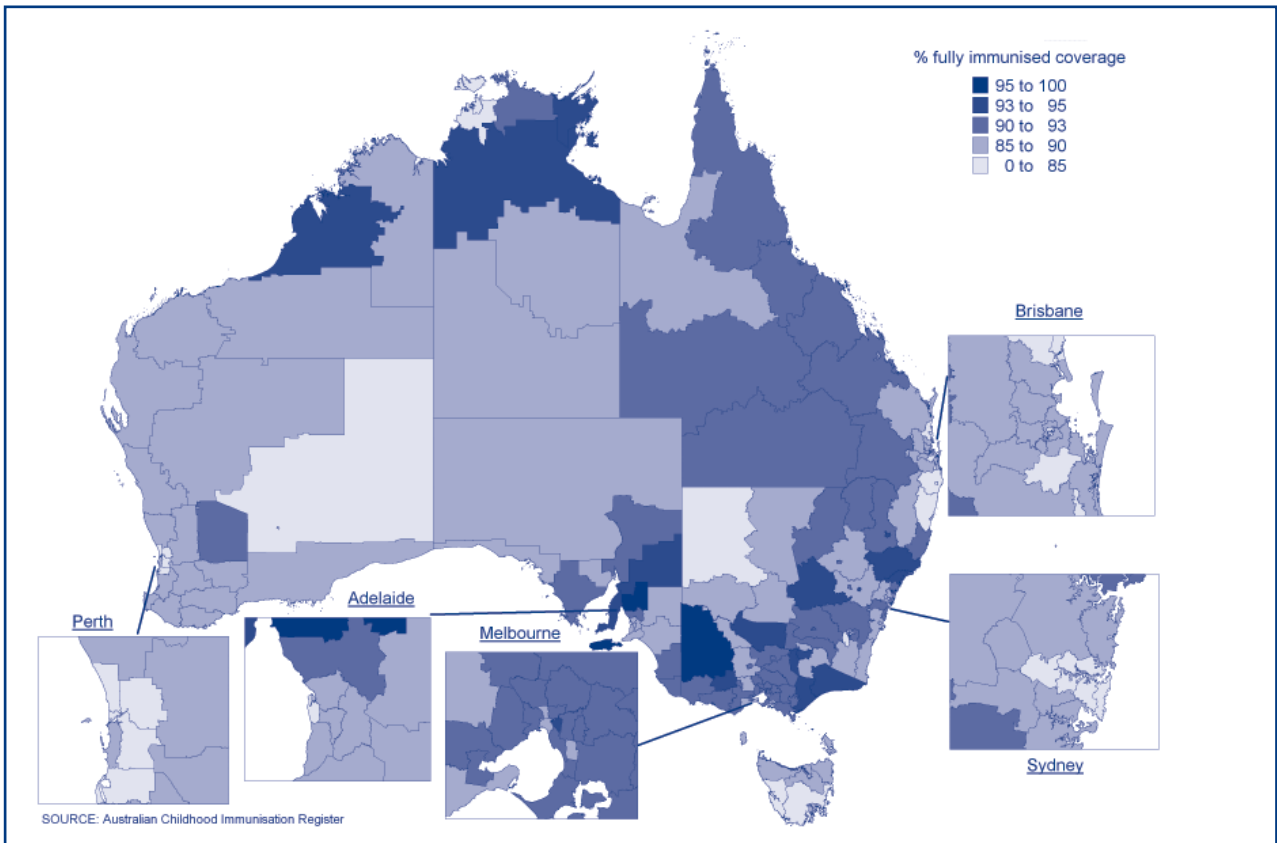 % fully immunised coverage
95 to 100
93 to 95
90 to 93
85 to 90
0 to 85
Brisbane
Adelaide
Perth
Melbourne
Sydney
SOURCE: Australian Childhood Immunisation Register